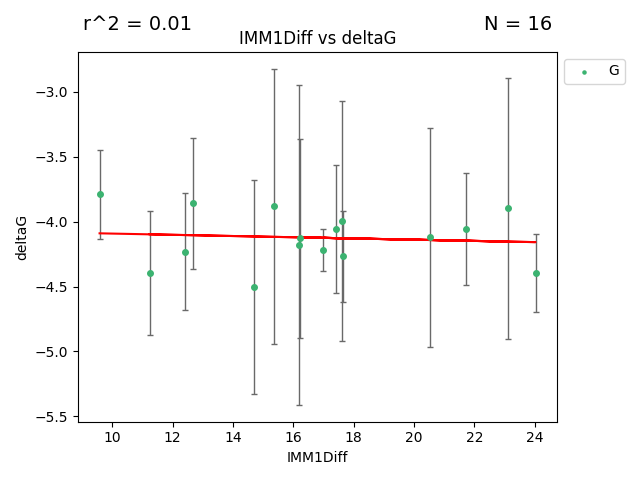 r^2 = 0.01
N = 16
IMM1Diff vs deltaG
G
−3.0
−3.5
−4.0
−4.5
−5.0
−5.5
deltaG
10 12 14 16 18 20 22 24
IMM1Diff